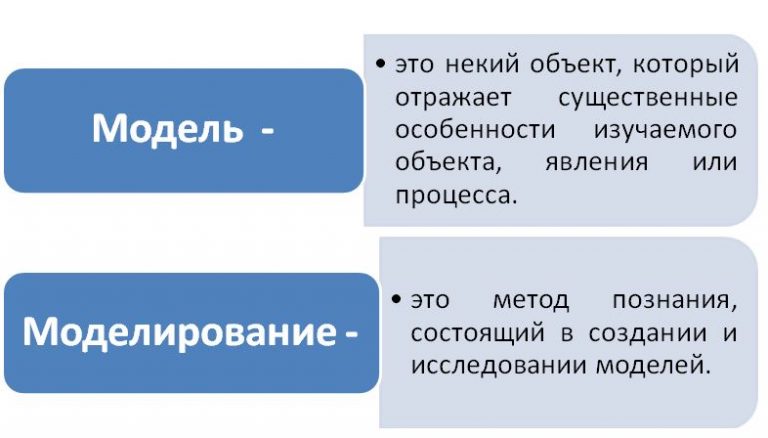 Модель -
• это некий объект, который
отражает существенные
особенности изучаемого
объекта, явления или
процесса.
Моделирование -
• это метод познания,
состоящий в создании и
исследовании моделей.